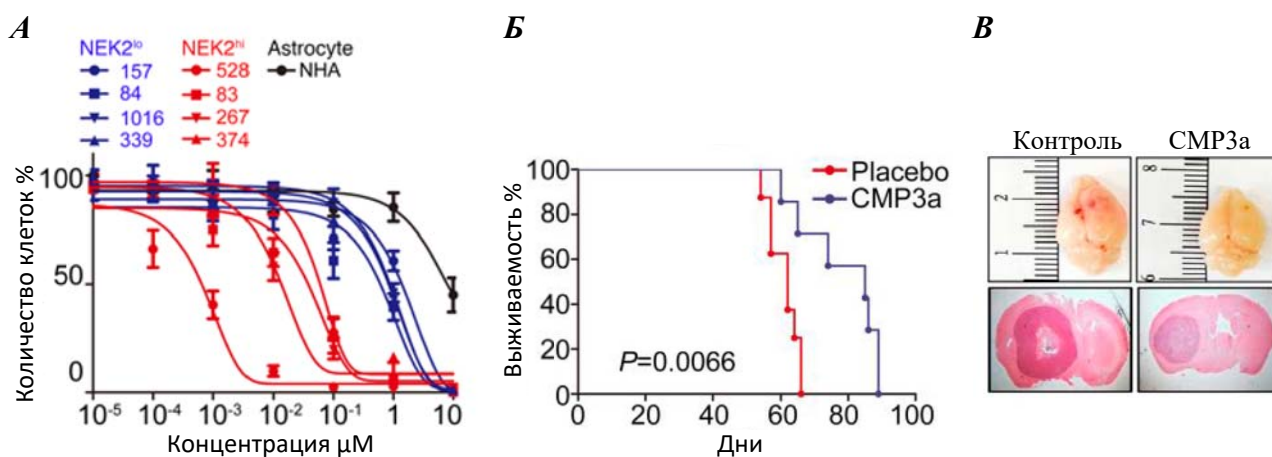 А
NEK2lo NEK2hi Astrocyte
157 528 NHA
84 83
1016 267
339 374
Количество клеток %
100
50
0
10-5 10-4 10-3 10-2 10-1 1 10
Концентрация µM
Б
Выживаемость %
100
80
60
40
20
0
Placebo
CMP3a
P=0.0066
0 20 40 60 80 100
Дни
В
Контроль CMP3a
2
1
8
7
6